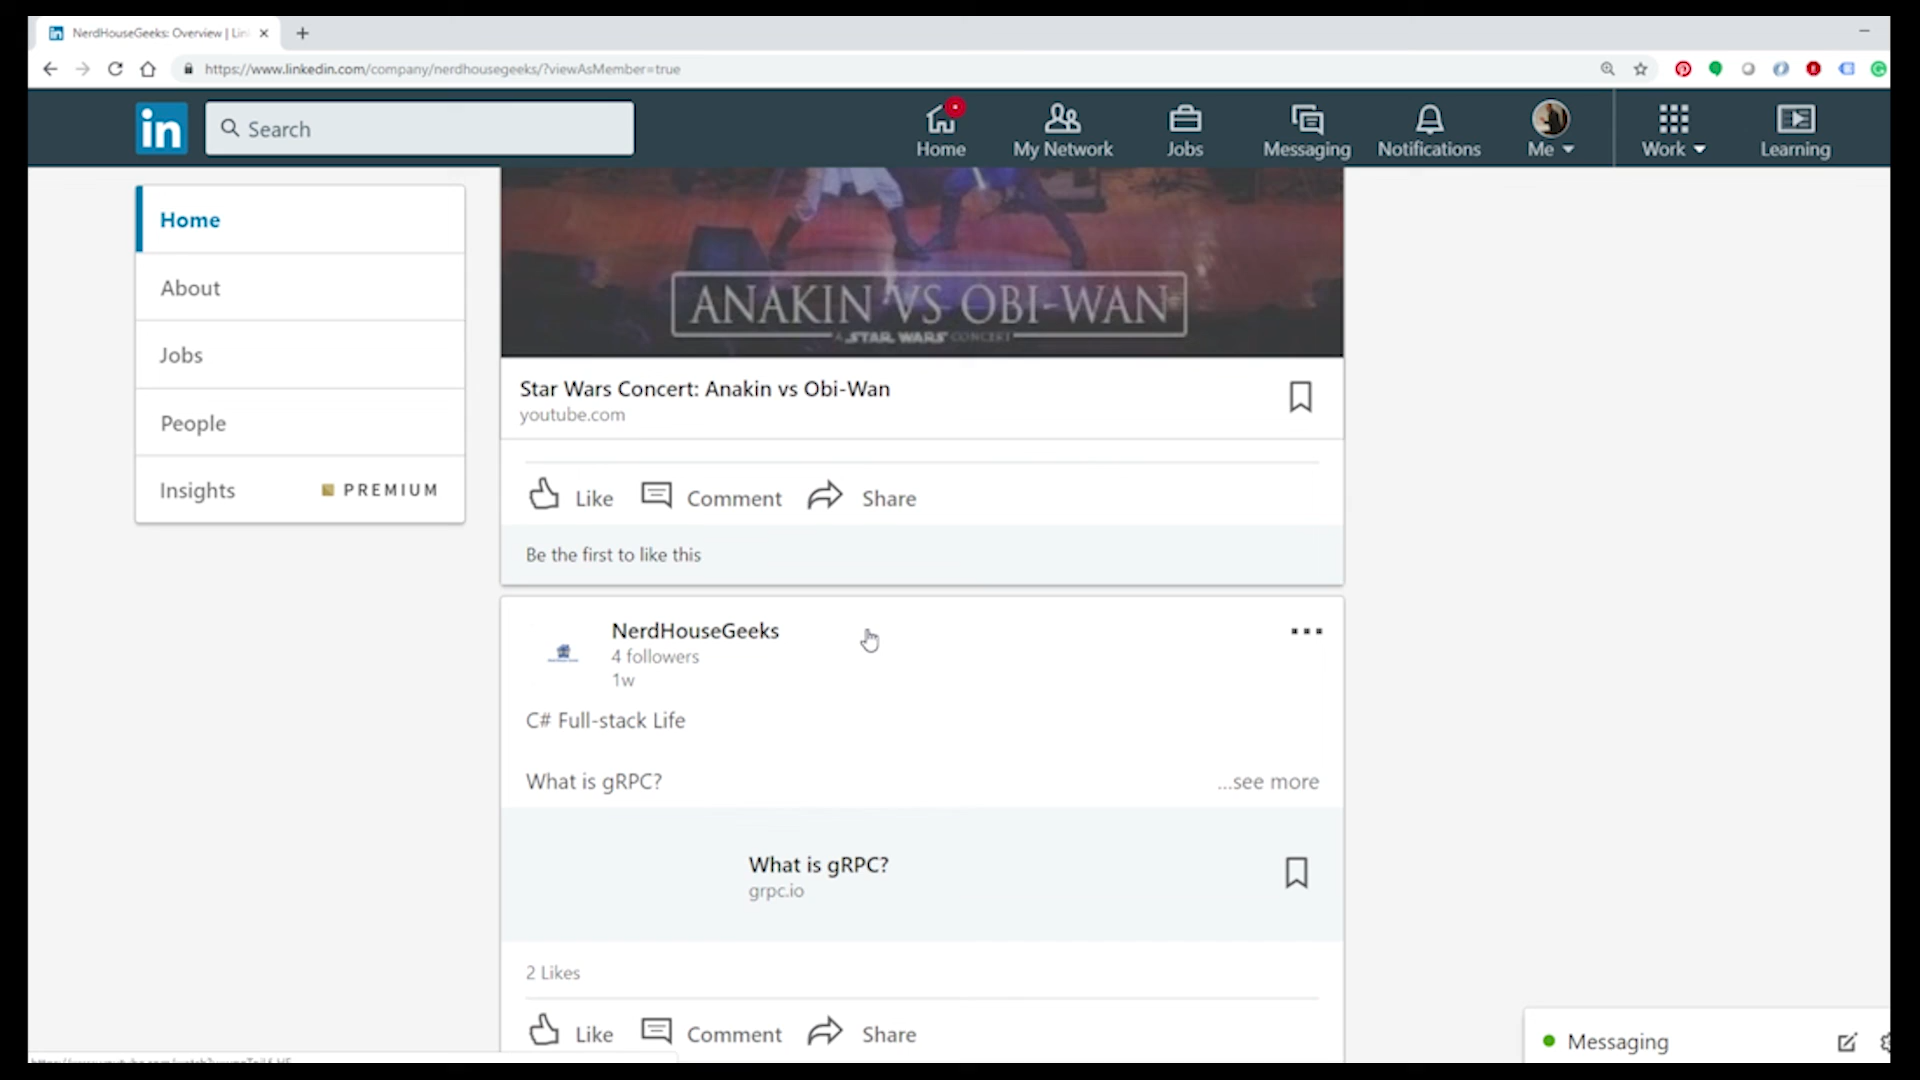 NerdHouseGeeks: Overview | Lin
https://www.linkedin.com/company/nerdhousegeeks/?viewAsMember=true
in
Search
Home
My Network
Jobs
Messaging
Notifications
Me
Work
Learning
Home
About
Jobs
People
Insights
PREMIUM
ANAKIN VS OBI-WAN
A STAR WARS CONCERT
Star Wars Concert: Anakin vs Obi-Wan
youtube.com
Like
Comment
Share
Be the first to like this
NerdHouseGeeks
4 followers
1w
C# Full-stack Life
What is gRPC?
...see more
What is gRPC?
grpc.io
2 Likes
Like
Comment
Share
Messaging